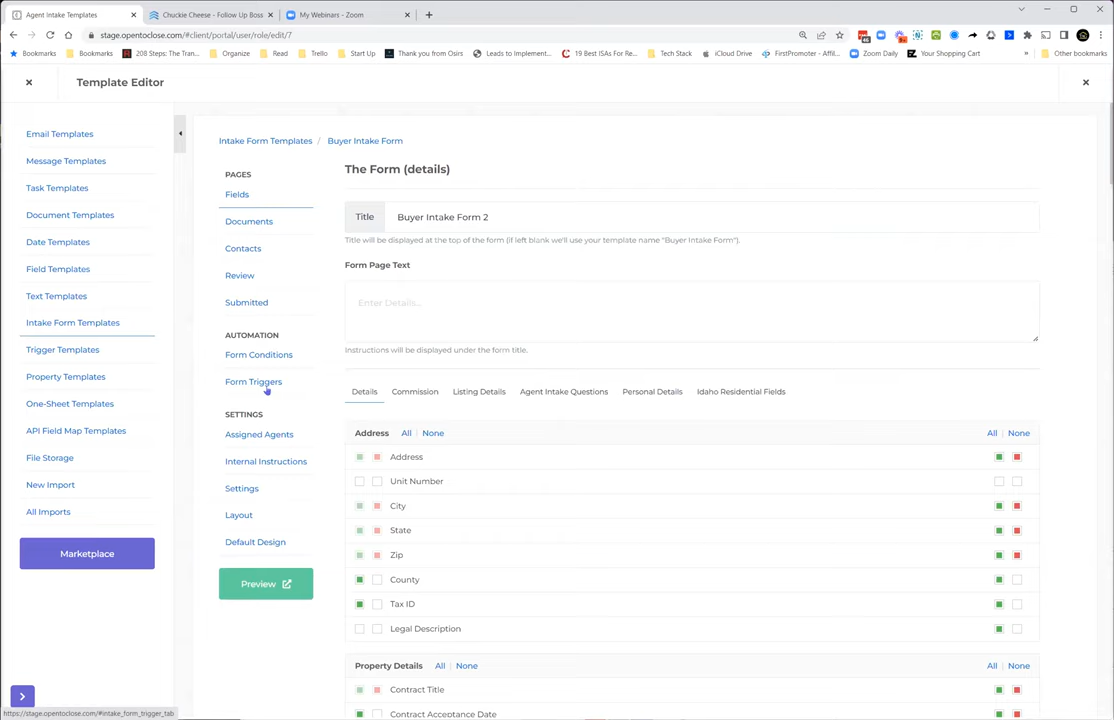 Agent Intake Templates
Chuckie Cheese - Follow Up Boss
My Webinars - Zoom
stage.opentoclose.com/#client/portal/user/role/edit/7
Bookmarks
Bookmarks
208 Steps: The Tran...
Organize
Read
Trello
Start Up
Thank you from Osirs
Leads to Implement...
19 Best ISAs For Re...
Tech Stack
iCloud Drive
FirstPromoter - Affil...
Zoom Daily
Your Shopping Cart
»
Other bookmarks
Template Editor
Email Templates
Message Templates
Task Templates
Document Templates
Date Templates
Field Templates
Text Templates
Intake Form Templates
Trigger Templates
Property Templates
One-Sheet Templates
API Field Map Templates
File Storage
New Import
All Imports
Marketplace
https://stage.opentoclose.com/#intake_form_trigger_tab
Intake Form Templates / Buyer Intake Form
PAGES
Fields
Documents
Contacts
Review
Submitted
AUTOMATION
Form Conditions
Form Triggers
SETTINGS
Assigned Agents
Internal Instructions
Settings
Layout
Default Design
Preview
The Form (details)
Title Buyer Intake Form 2
Title will be displayed at the top of the form (if left blank we'll use your template name "Buyer Intake Form").
Form Page Text
Enter Details...
Instructions will be displayed under the form title.
Details Commission Listing Details Agent Intake Questions Personal Details Idaho Residential Fields
Address All | None All | None
Address
Unit Number
City
State
Zip
County
Tax ID
Legal Description
Property Details All | None All | None
Contract Title
Contract Acceptance Date